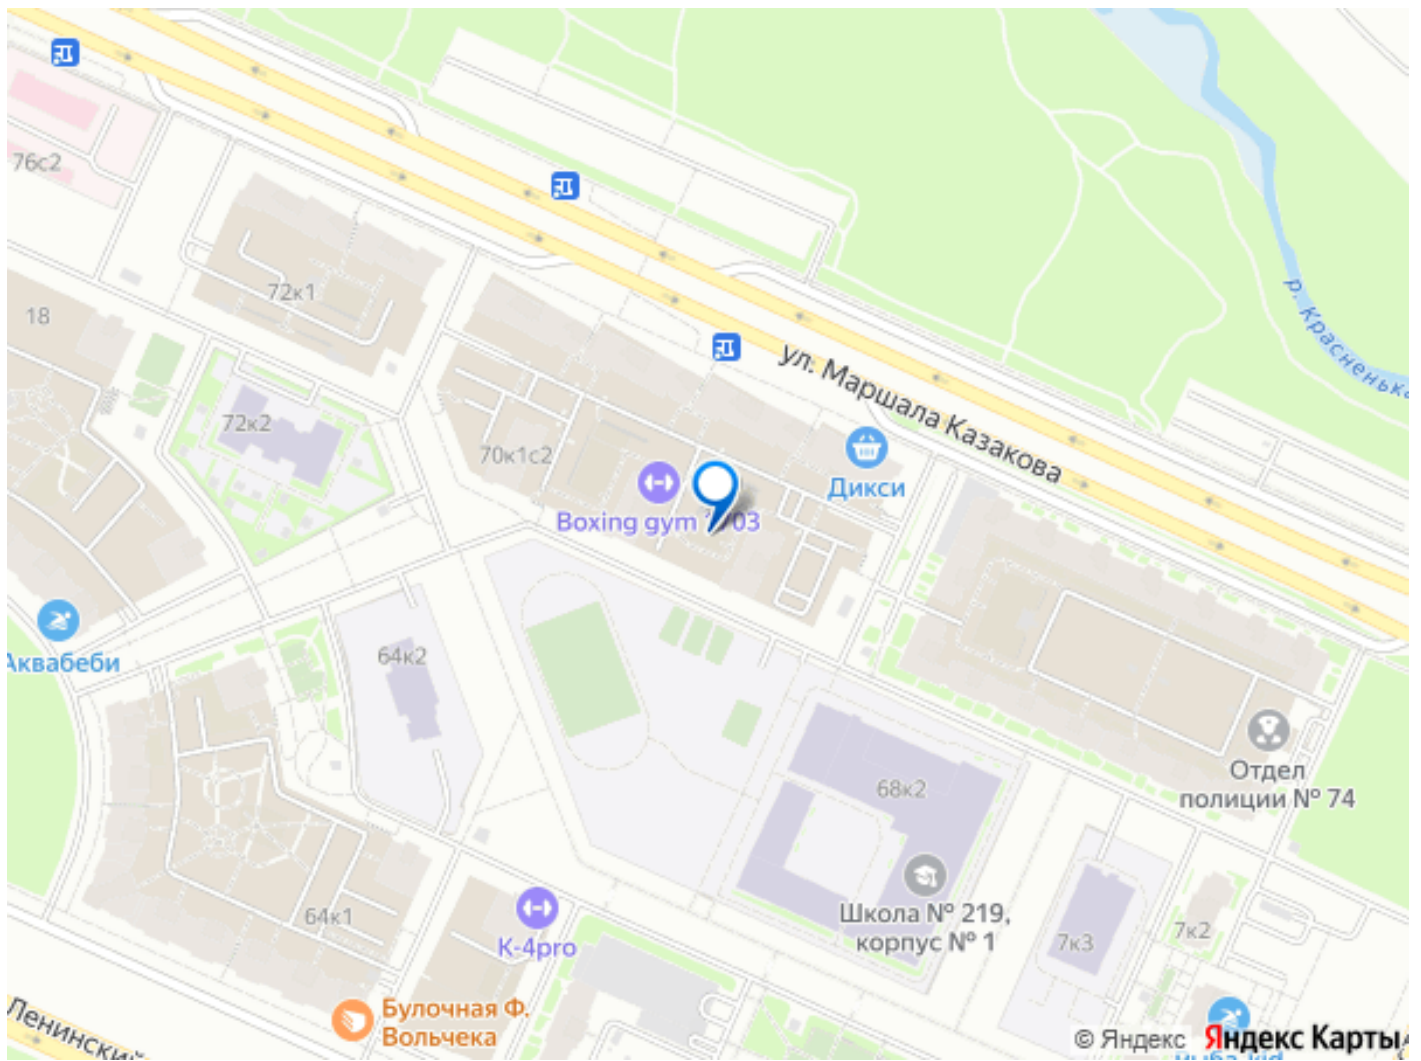 76с2
72к1
18
ул. Маршала Казакова
р. Красненька
72к2
70к1с2
Дикси
Boxing gym
Аквабеби
64к2
Отдел
полиции № 74
68к2
Школа № 219,
корпус № 1
64к1
К-4pro
7к3
7к2
Булочная Ф.
Вольчека
Ленинский
© Яндекс Яндекс Карты